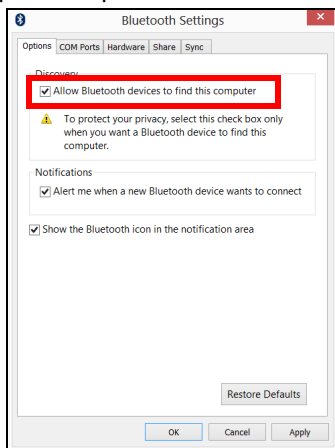 Bluetooth Settings
Options COM Ports Hardware Share Sync
Discovery
Allow Bluetooth devices to find this computer
To protect your privacy, select this check box only
when you want a Bluetooth device to find this
computer.
Notifications
Alert me when a new Bluetooth device wants to connect
Show the Bluetooth icon in the notification area
Restore Defaults
OK Cancel Apply